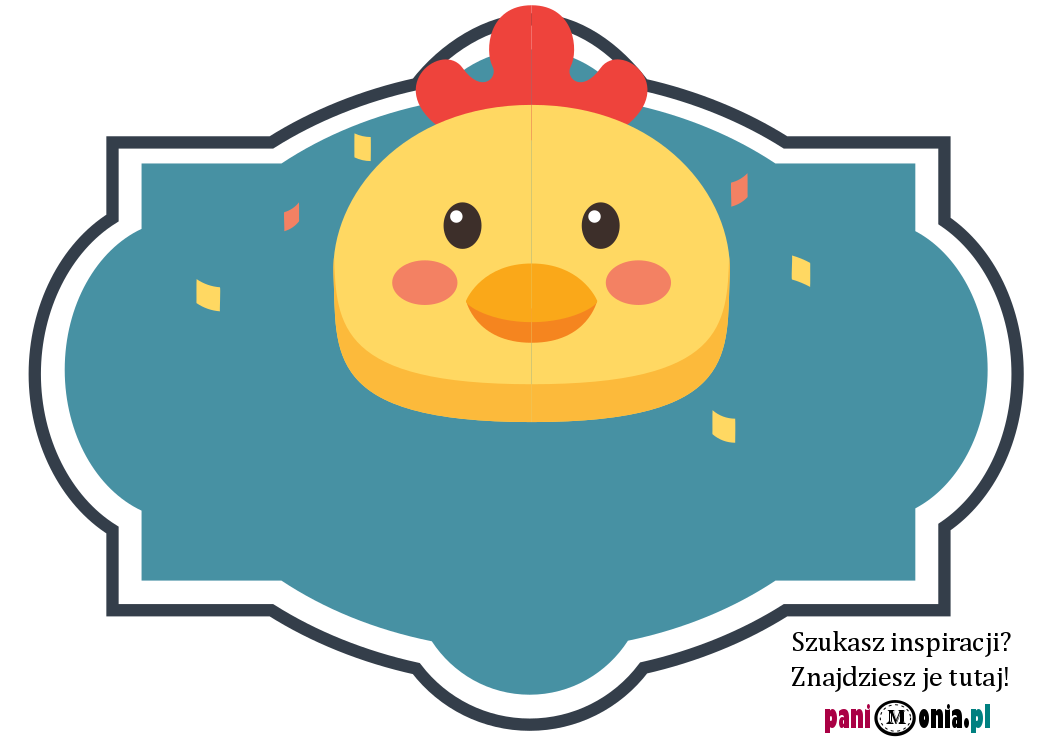 Szukasz inspiracji?
Znajdziesz je tutaj!
paniMonia.pl